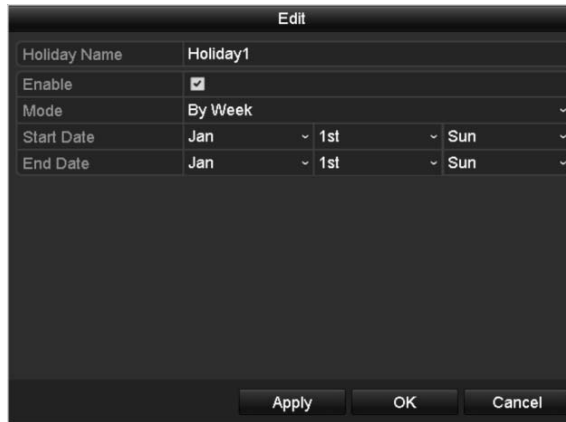 Edit
Holiday Name Holiday1
Enable
Mode By Week
Start Date Jan 1st Sun
End Date Jan 1st Sun
Apply OK Cancel